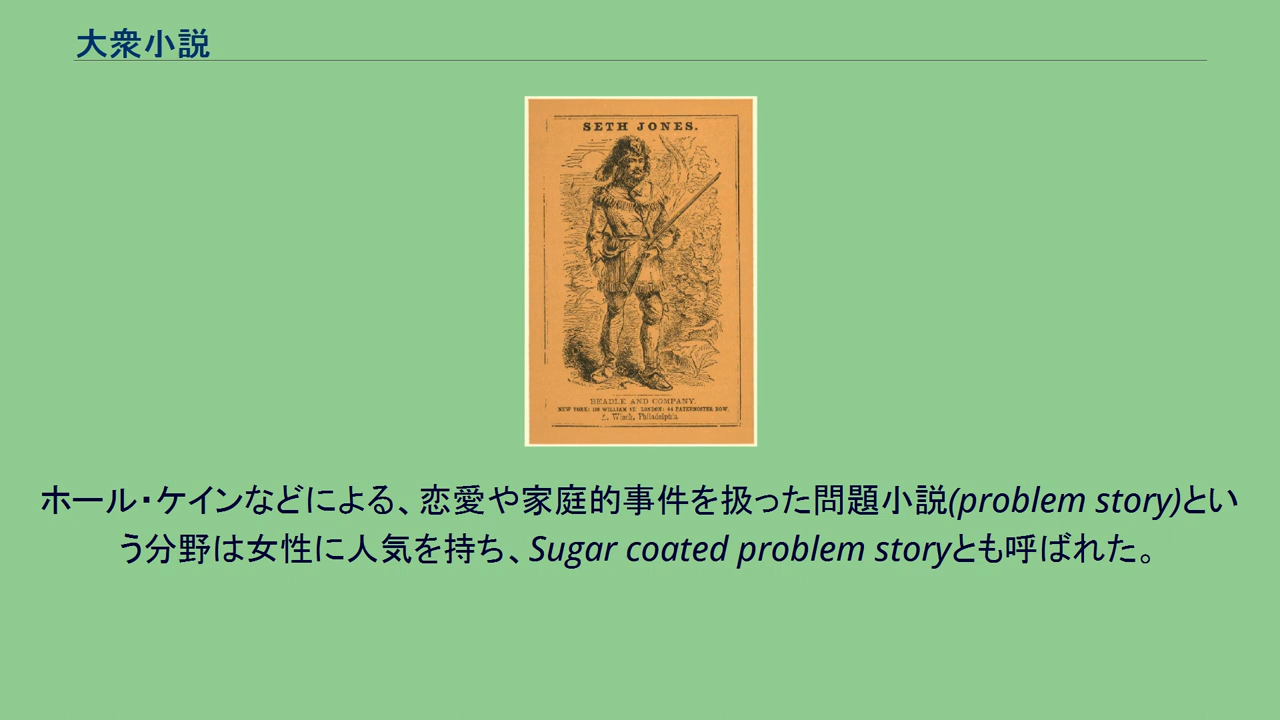 大衆小説
SETH JONES.
BEADLE AND COMPANY.
NEW YORK: 198 WILLIAM ST. LONDON: 44 PATERNOSTER ROW.
Winch, Philadelphia
ホール・ケインなどによる、恋愛や家庭的事件を扱った問題小説(problem story)とい
う分野は女性に人気を持ち、Sugar coated problem storyとも呼ばれた。